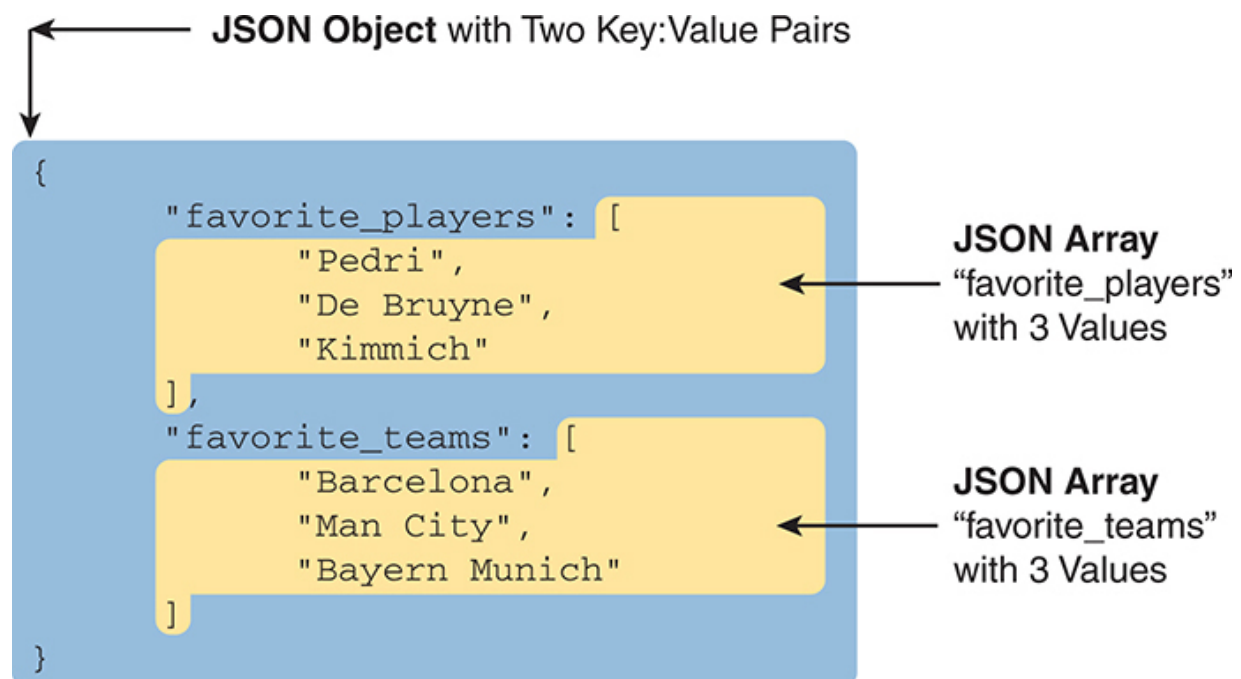 JSON Object with Two Key:Value Pairs
{
"favorite_players": [
"Pedri",
"De Bruyne",
"Kimmich"
],
"favorite_teams": [
"Barcelona",
"Man City",
"Bayern Munich"
]
}
JSON Array
“favorite_players”
with 3 Values
JSON Array
“favorite_teams”
with 3 Values